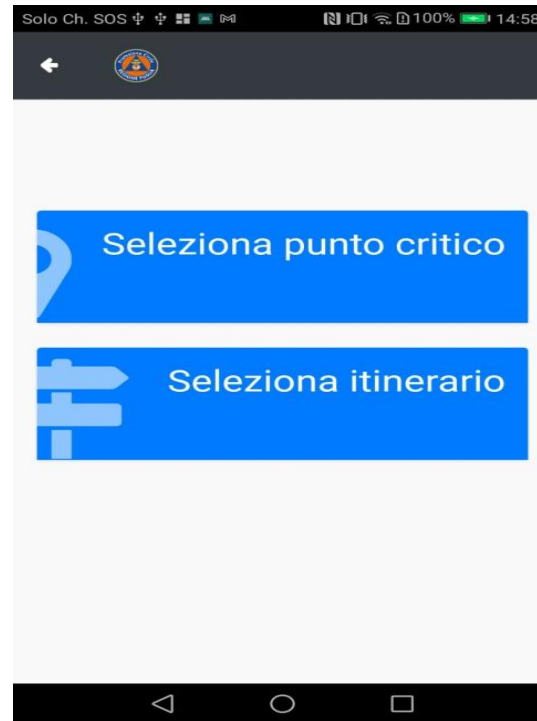 Solo Ch. SOS 100% 14:58
Seleziona punto critico
Seleziona itinerario